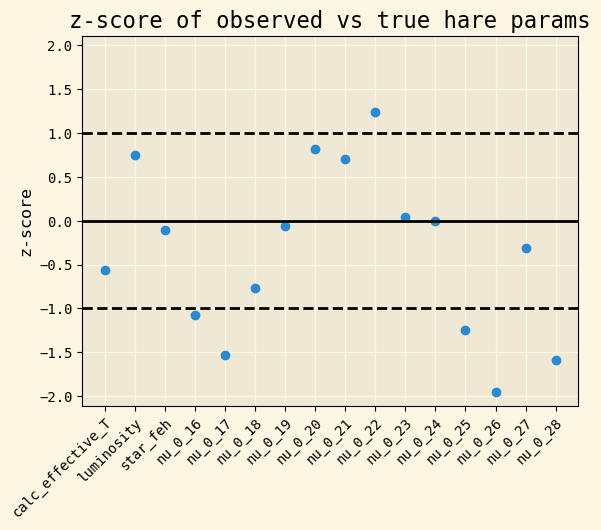 z-score of observed vs true hare params
z-score
2.0
1.5
1.0
0.5
0.0
−0.5
−1.0
−1.5
−2.0
calc_effective_T
luminosity
star_feh
nu_0_16
nu_0_17
nu_0_18
nu_0_19
nu_0_20
nu_0_21
nu_0_22
nu_0_23
nu_0_24
nu_0_25
nu_0_26
nu_0_27
nu_0_28